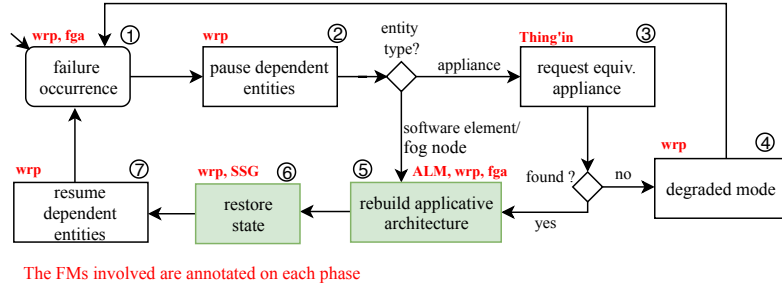 wrp, fga
①
failure
occurrence
wrp
②
pause dependent
entities
entity
type?
appliance
Thing'in
③
request equiv.
appliance
software element/
fog node
found ?
no
yes
wrp
④
degraded mode
ALM, wrp, fga
⑤
rebuild applicative
architecture
wrp, SSG
⑥
restore
state
wrp
⑦
resume
dependent
entities
The FMs involved are annotated on each phase